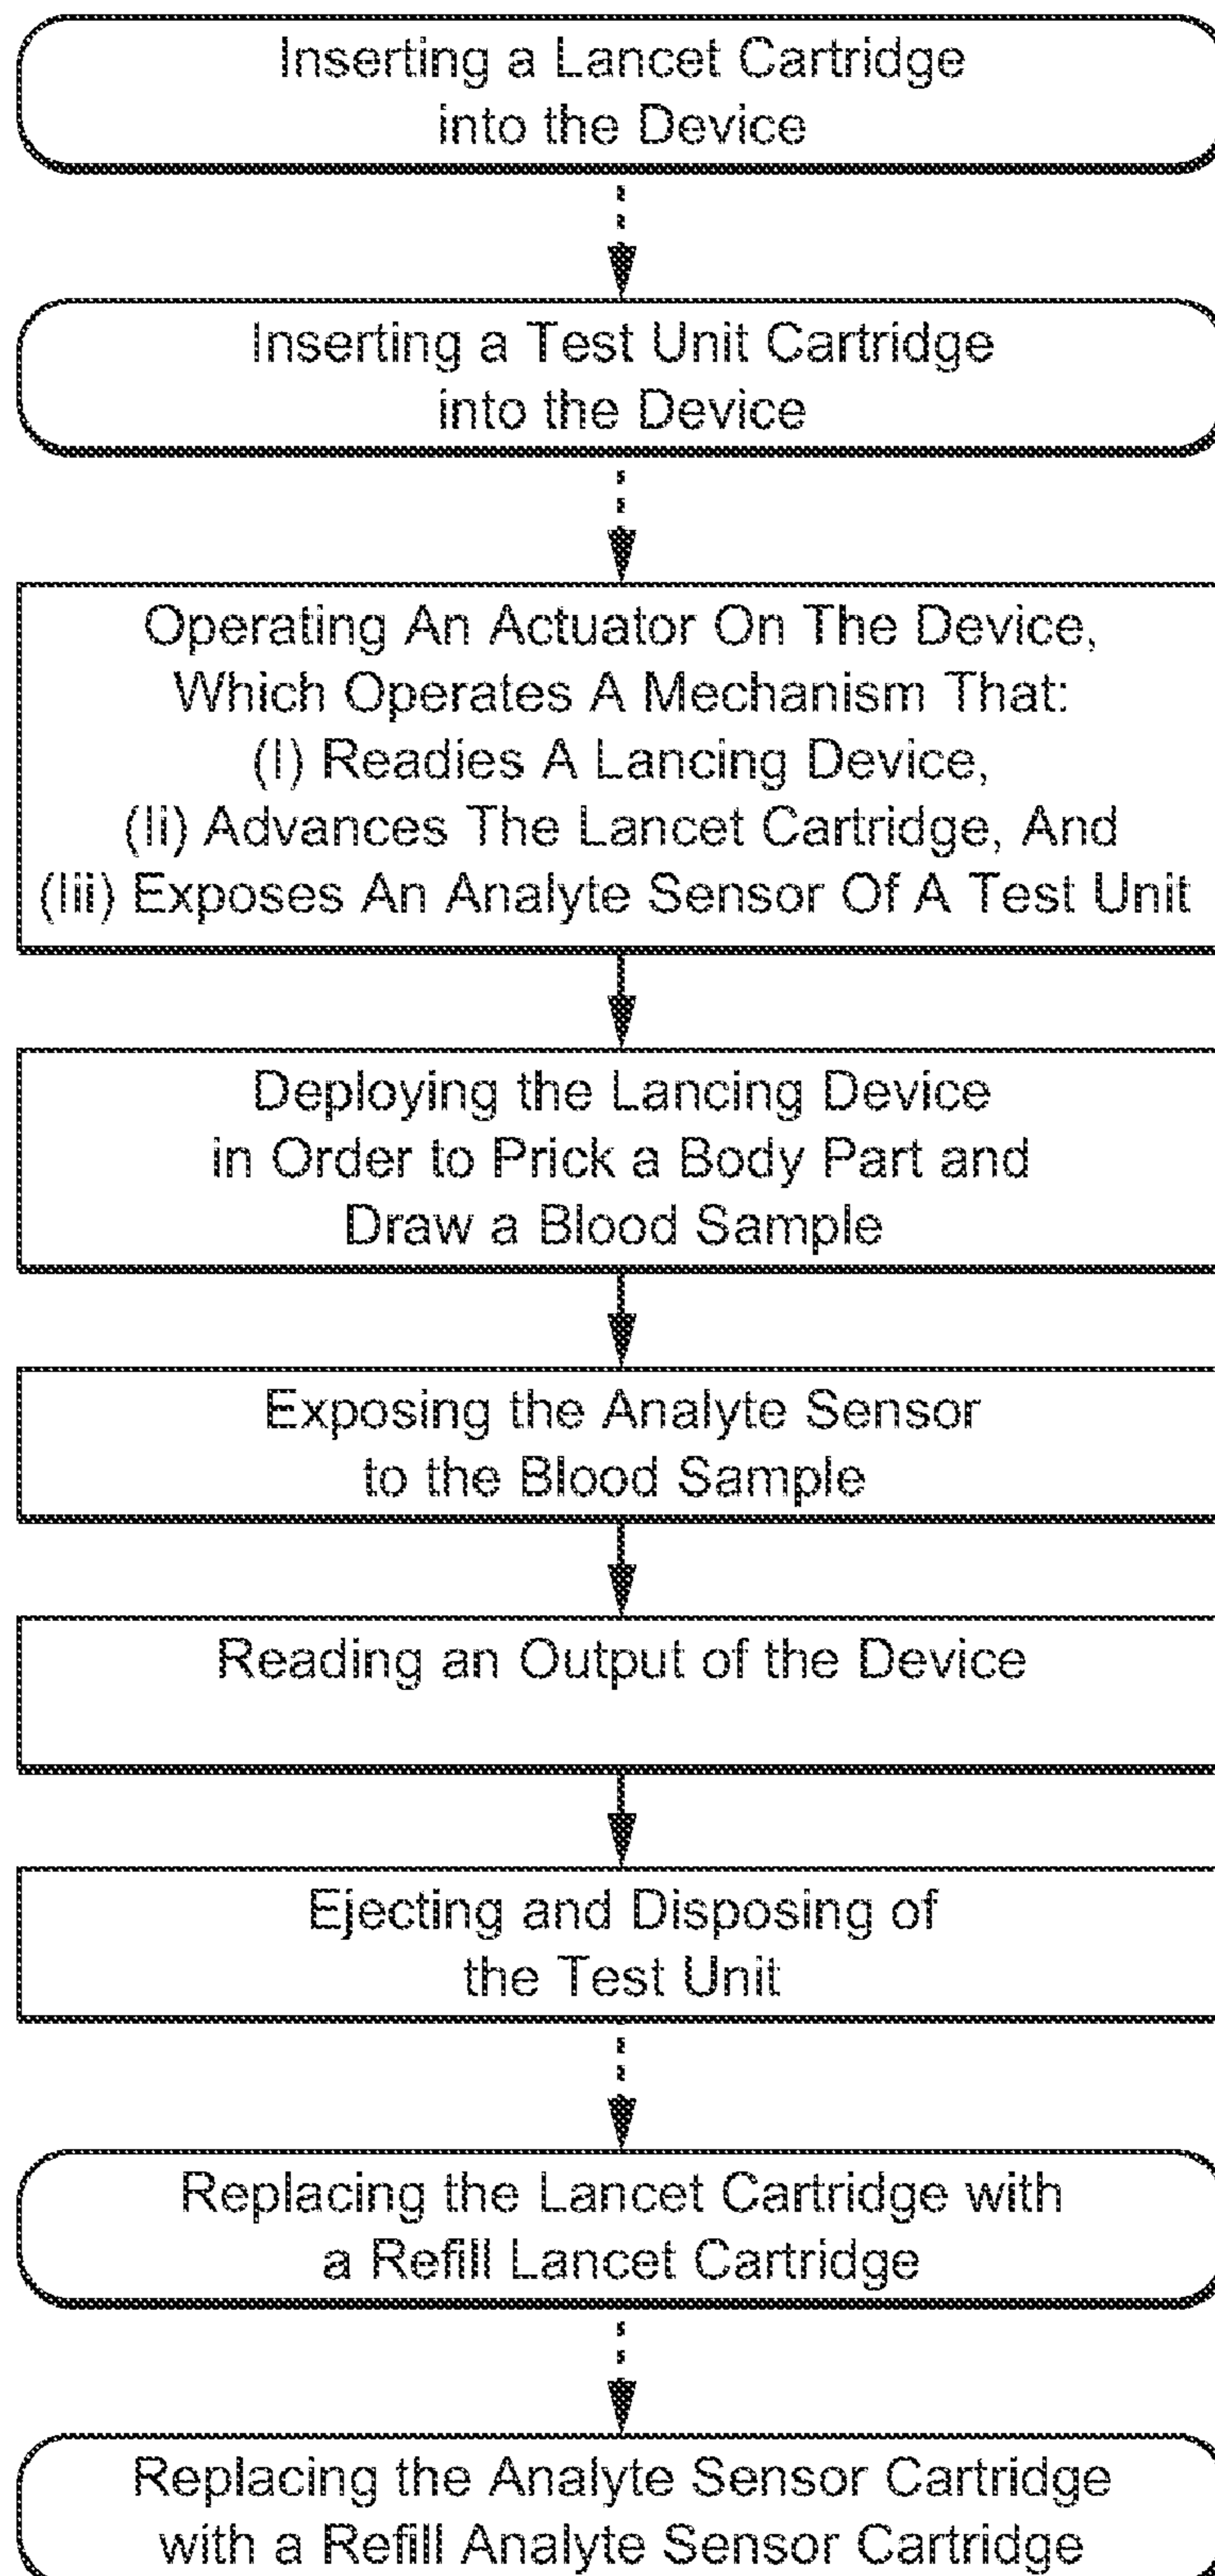 Inserting a Lancet Cartridge
into the Device
Inserting a Test Unit Cartridge
into the Device
Operating An Actuator On The Device,
Which Operates A Mechanism That:
(I) Readies A Lancing Device,
(Ii) Advances The Lancet Cartridge, And
(Iii) Exposes An Analyte Sensor Of A Test Unit
Deploying the Lancing Device
in Order to Prick a Body Part and
Draw a Blood Sample
Exposing the Analyte Sensor
to the Blood Sample
Reading an Output of the Device
Ejecting and Disposing of
the Test Unit
Replacing the Lancet Cartridge with
a Refill Lancet Cartridge
Replacing the Analyte Sensor Cartridge
with a Refill Analyte Sensor Cartridge